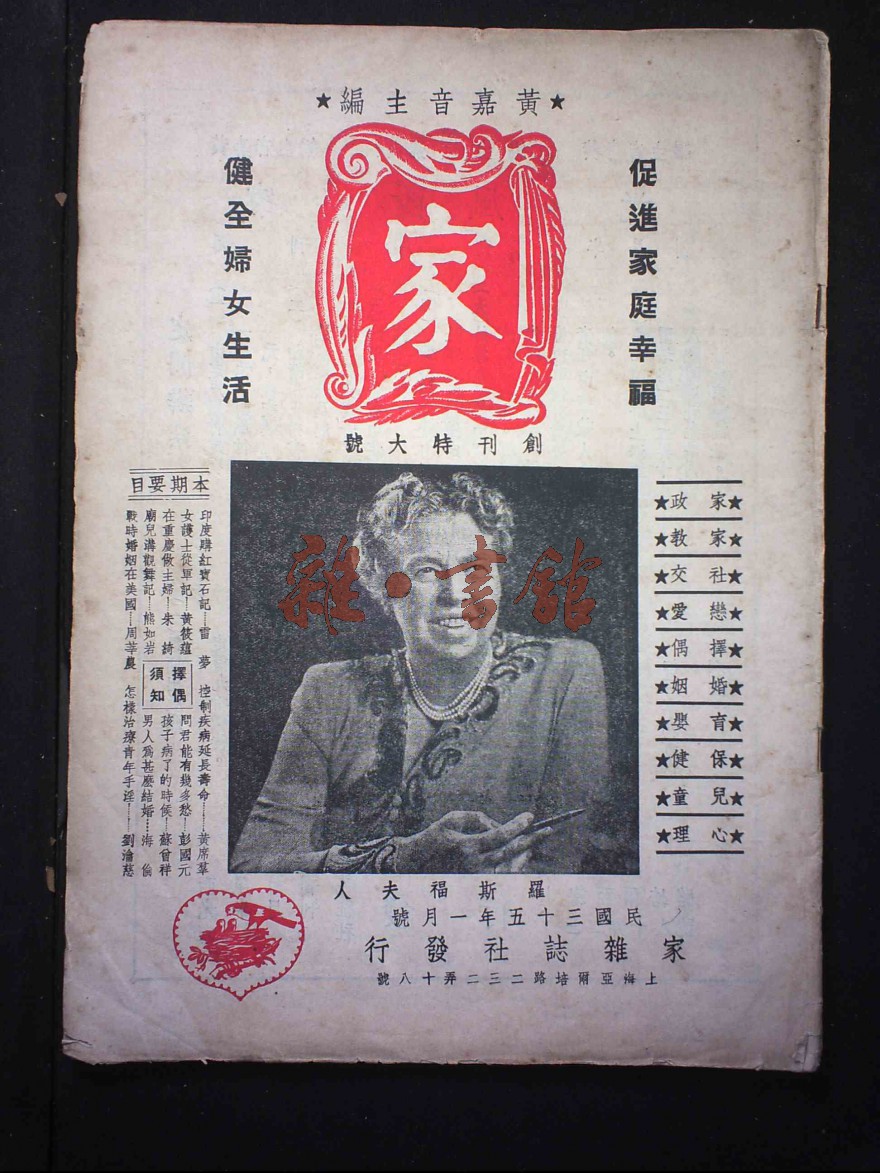 ★黃嘉音主編★
促進家庭幸福
健全婦女生活
家
創刊特大號
★家政★
★家教★
★社交★
★戀愛★
★擇偶★
★婚姻★
★育嬰★
★保健★
★兒童★
★心理★
本期要目
印度購紅寶石記……雷夢
女護士從軍記……黃筱蘊
在重慶做主婦……朱綺
廟兒溝觀舞記……熊如岩
戰時婚姻在美國……周華農
擇偶須知
控制疾病延長壽命……黃席羣
問君能有幾多愁……彭國元
孩子病了的時候……蘇曾祥
男人為甚麼結婚……海倫
怎樣治療青年手淫……劉淪慈
雜·書館
羅斯福夫人
民國三十五年一月號
家雜誌社發行
上海亞爾培路二三二弄十八號